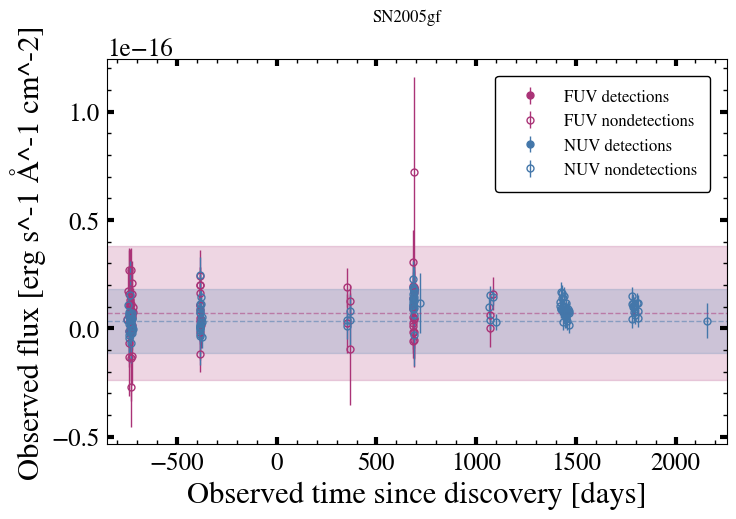 SN2005gf
1e−16
Observed flux [erg s^-1 Å^-1 cm^-2]
1.0
0.5
0.0
−0.5
FUV detections
FUV nondetections
NUV detections
NUV nondetections
−500 0 500 1000 1500 2000
Observed time since discovery [days]